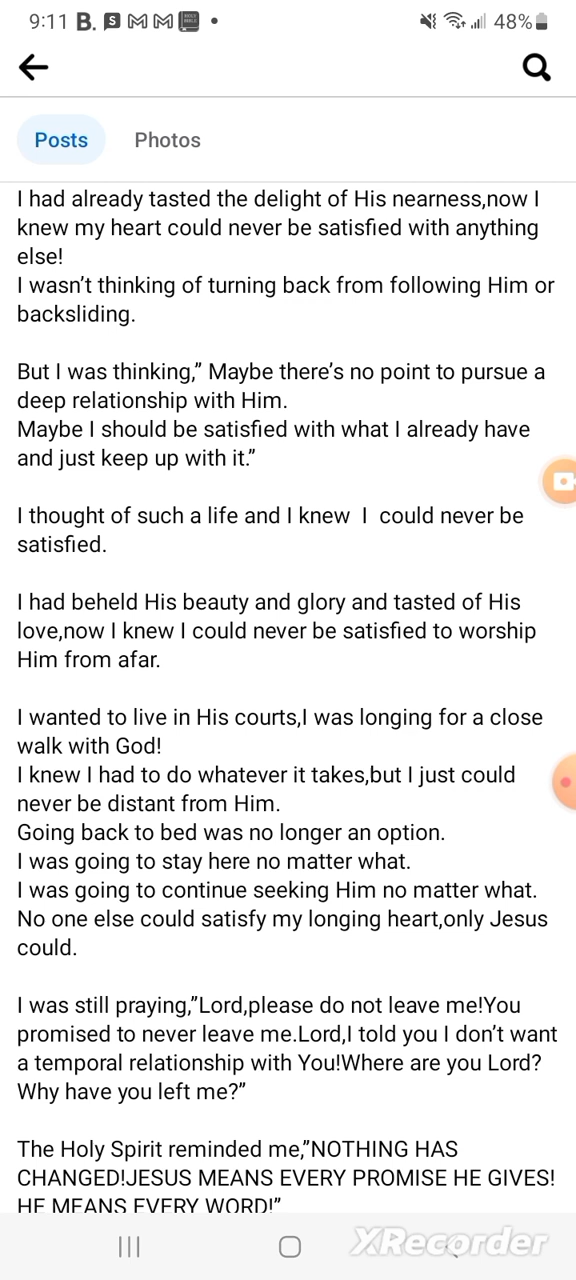 9:11 B. S 48%
Posts Photos
I had already tasted the delight of His nearness,now I
knew my heart could never be satisfied with anything
else!
I wasn’t thinking of turning back from following Him or
backsliding.
But I was thinking,” Maybe there’s no point to pursue a
deep relationship with Him.
Maybe I should be satisfied with what I already have
and just keep up with it.”
I thought of such a life and I knew I could never be
satisfied.
I had beheld His beauty and glory and tasted of His
love,now I knew I could never be satisfied to worship
Him from afar.
I wanted to live in His courts,I was longing for a close
walk with God!
I knew I had to do whatever it takes,but I just could
never be distant from Him.
Going back to bed was no longer an option.
I was going to stay here no matter what.
I was going to continue seeking Him no matter what.
No one else could satisfy my longing heart,only Jesus
could.
I was still praying,”Lord,please do not leave me!You
promised to never leave me.Lord,I told you I don’t want
a temporal relationship with You!Where are you Lord?
Why have you left me?”
The Holy Spirit reminded me,”NOTHING HAS
CHANGED!JESUS MEANS EVERY PROMISE HE GIVES!
HE MEANS EVERY WORD!”
XRecorder